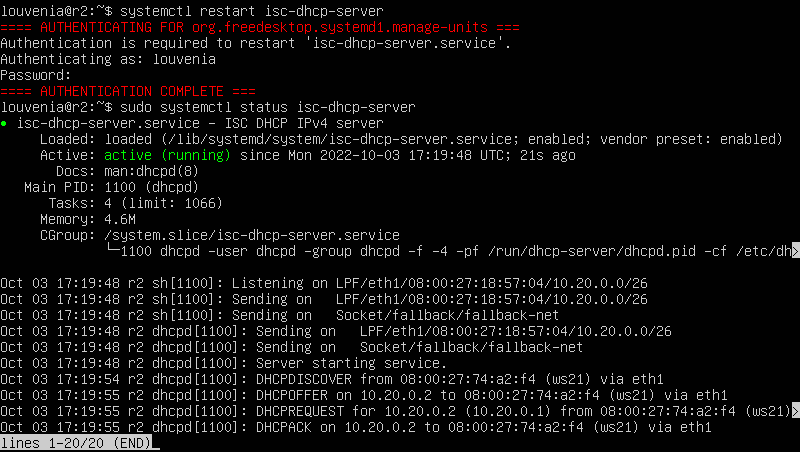 louvenia@r2:~$ systemctl restart isc-dhcp-server
==== AUTHENTICATING FOR org.freedesktop.systemd1.manage-units ===
Authentication is required to restart 'isc-dhcp-server.service'.
Authenticating as: louvenia
Password:
==== AUTHENTICATION COMPLETE ===
louvenia@r2:~$ sudo systemctl status isc-dhcp-server
● isc-dhcp-server.service – ISC DHCP IPv4 server
Loaded: loaded (/lib/systemd/system/isc-dhcp-server.service; enabled; vendor preset: enabled)
Active: active (running) since Mon 2022-10-03 17:19:48 UTC; 21s ago
Docs: man:dhcpd(8)
Main PID: 1100 (dhcpd)
Tasks: 4 (limit: 1066)
Memory: 4.6M
CGroup: /system.slice/isc-dhcp-server.service
└─1100 dhcpd -user dhcpd -group dhcpd -f -4 -pf /run/dhcp-server/dhcpd.pid -cf /etc/dh>
Oct 03 17:19:48 r2 sh[1100]: Listening on LPF/eth1/08:00:27:18:57:04/10.20.0.0/26
Oct 03 17:19:48 r2 sh[1100]: Sending on   LPF/eth1/08:00:27:18:57:04/10.20.0.0/26
Oct 03 17:19:48 r2 sh[1100]: Sending on   Socket/fallback/fallback-net
Oct 03 17:19:48 r2 dhcpd[1100]: Sending on   LPF/eth1/08:00:27:18:57:04/10.20.0.0/26
Oct 03 17:19:48 r2 dhcpd[1100]: Sending on   Socket/fallback/fallback-net
Oct 03 17:19:48 r2 dhcpd[1100]: Server starting service.
Oct 03 17:19:54 r2 dhcpd[1100]: DHCPDISCOVER from 08:00:27:74:a2:f4 (ws21) via eth1
Oct 03 17:19:55 r2 dhcpd[1100]: DHCPOFFER on 10.20.0.2 to 08:00:27:74:a2:f4 (ws21) via eth1
Oct 03 17:19:55 r2 dhcpd[1100]: DHCPREQUEST for 10.20.0.2 (10.20.0.1) from 08:00:27:74:a2:f4 (ws21)>
Oct 03 17:19:55 r2 dhcpd[1100]: DHCPACK on 10.20.0.2 to 08:00:27:74:a2:f4 (ws21) via eth1
lines 1-20/20 (END)